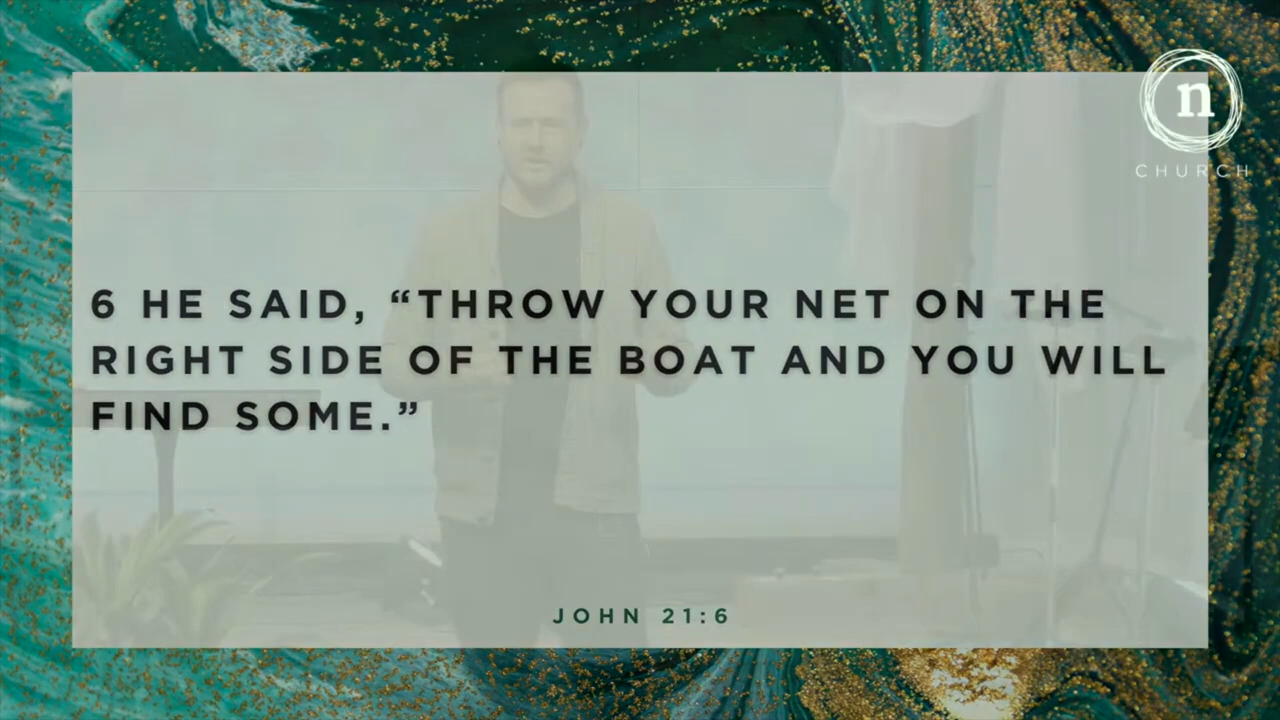 n
CHURCH
6 HE SAID, “THROW YOUR NET ON THE
RIGHT SIDE OF THE BOAT AND YOU WILL
FIND SOME.”
JOHN 21:6